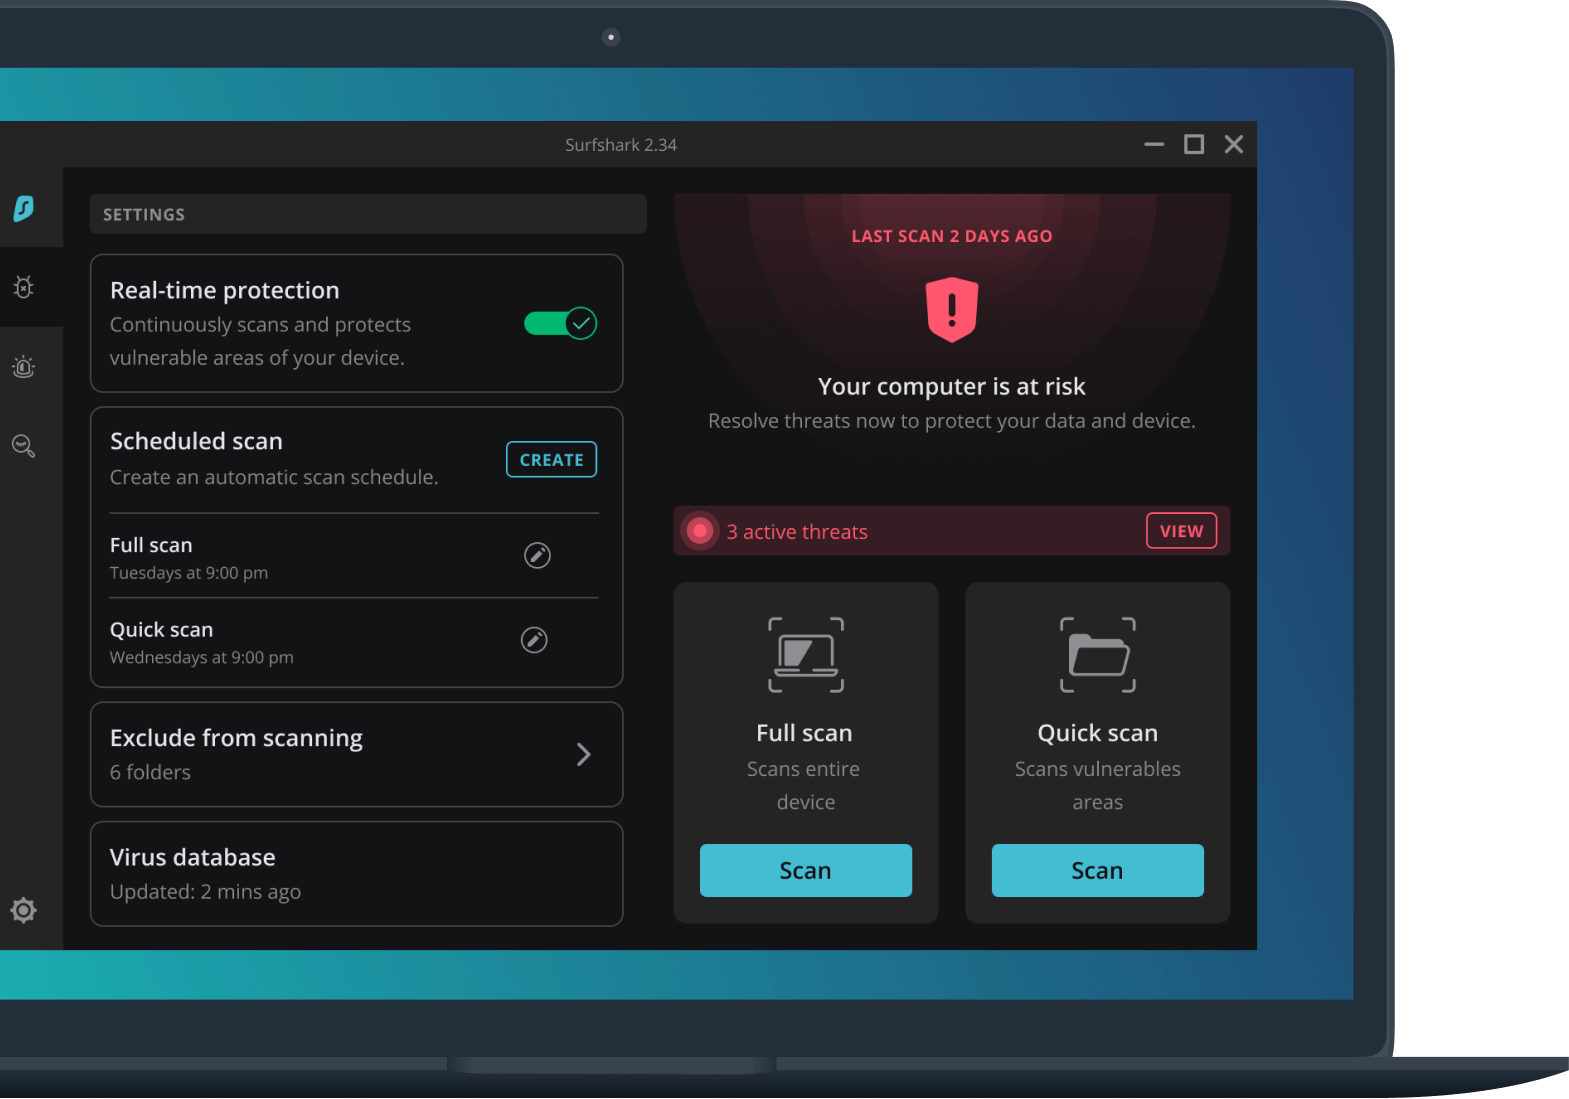 Surfshark 2.34
SETTINGS
Real-time protection
Continuously scans and protects
vulnerable areas of your device.
Scheduled scan
Create an automatic scan schedule.
CREATE
Full scan
Tuesdays at 9:00 pm
Quick scan
Wednesdays at 9:00 pm
Exclude from scanning
6 folders
Virus database
Updated: 2 mins ago
LAST SCAN 2 DAYS AGO
Your computer is at risk
Resolve threats now to protect your data and device.
3 active threats
VIEW
Full scan
Scans entire
device
Scan
Quick scan
Scans vulnerables
areas
Scan